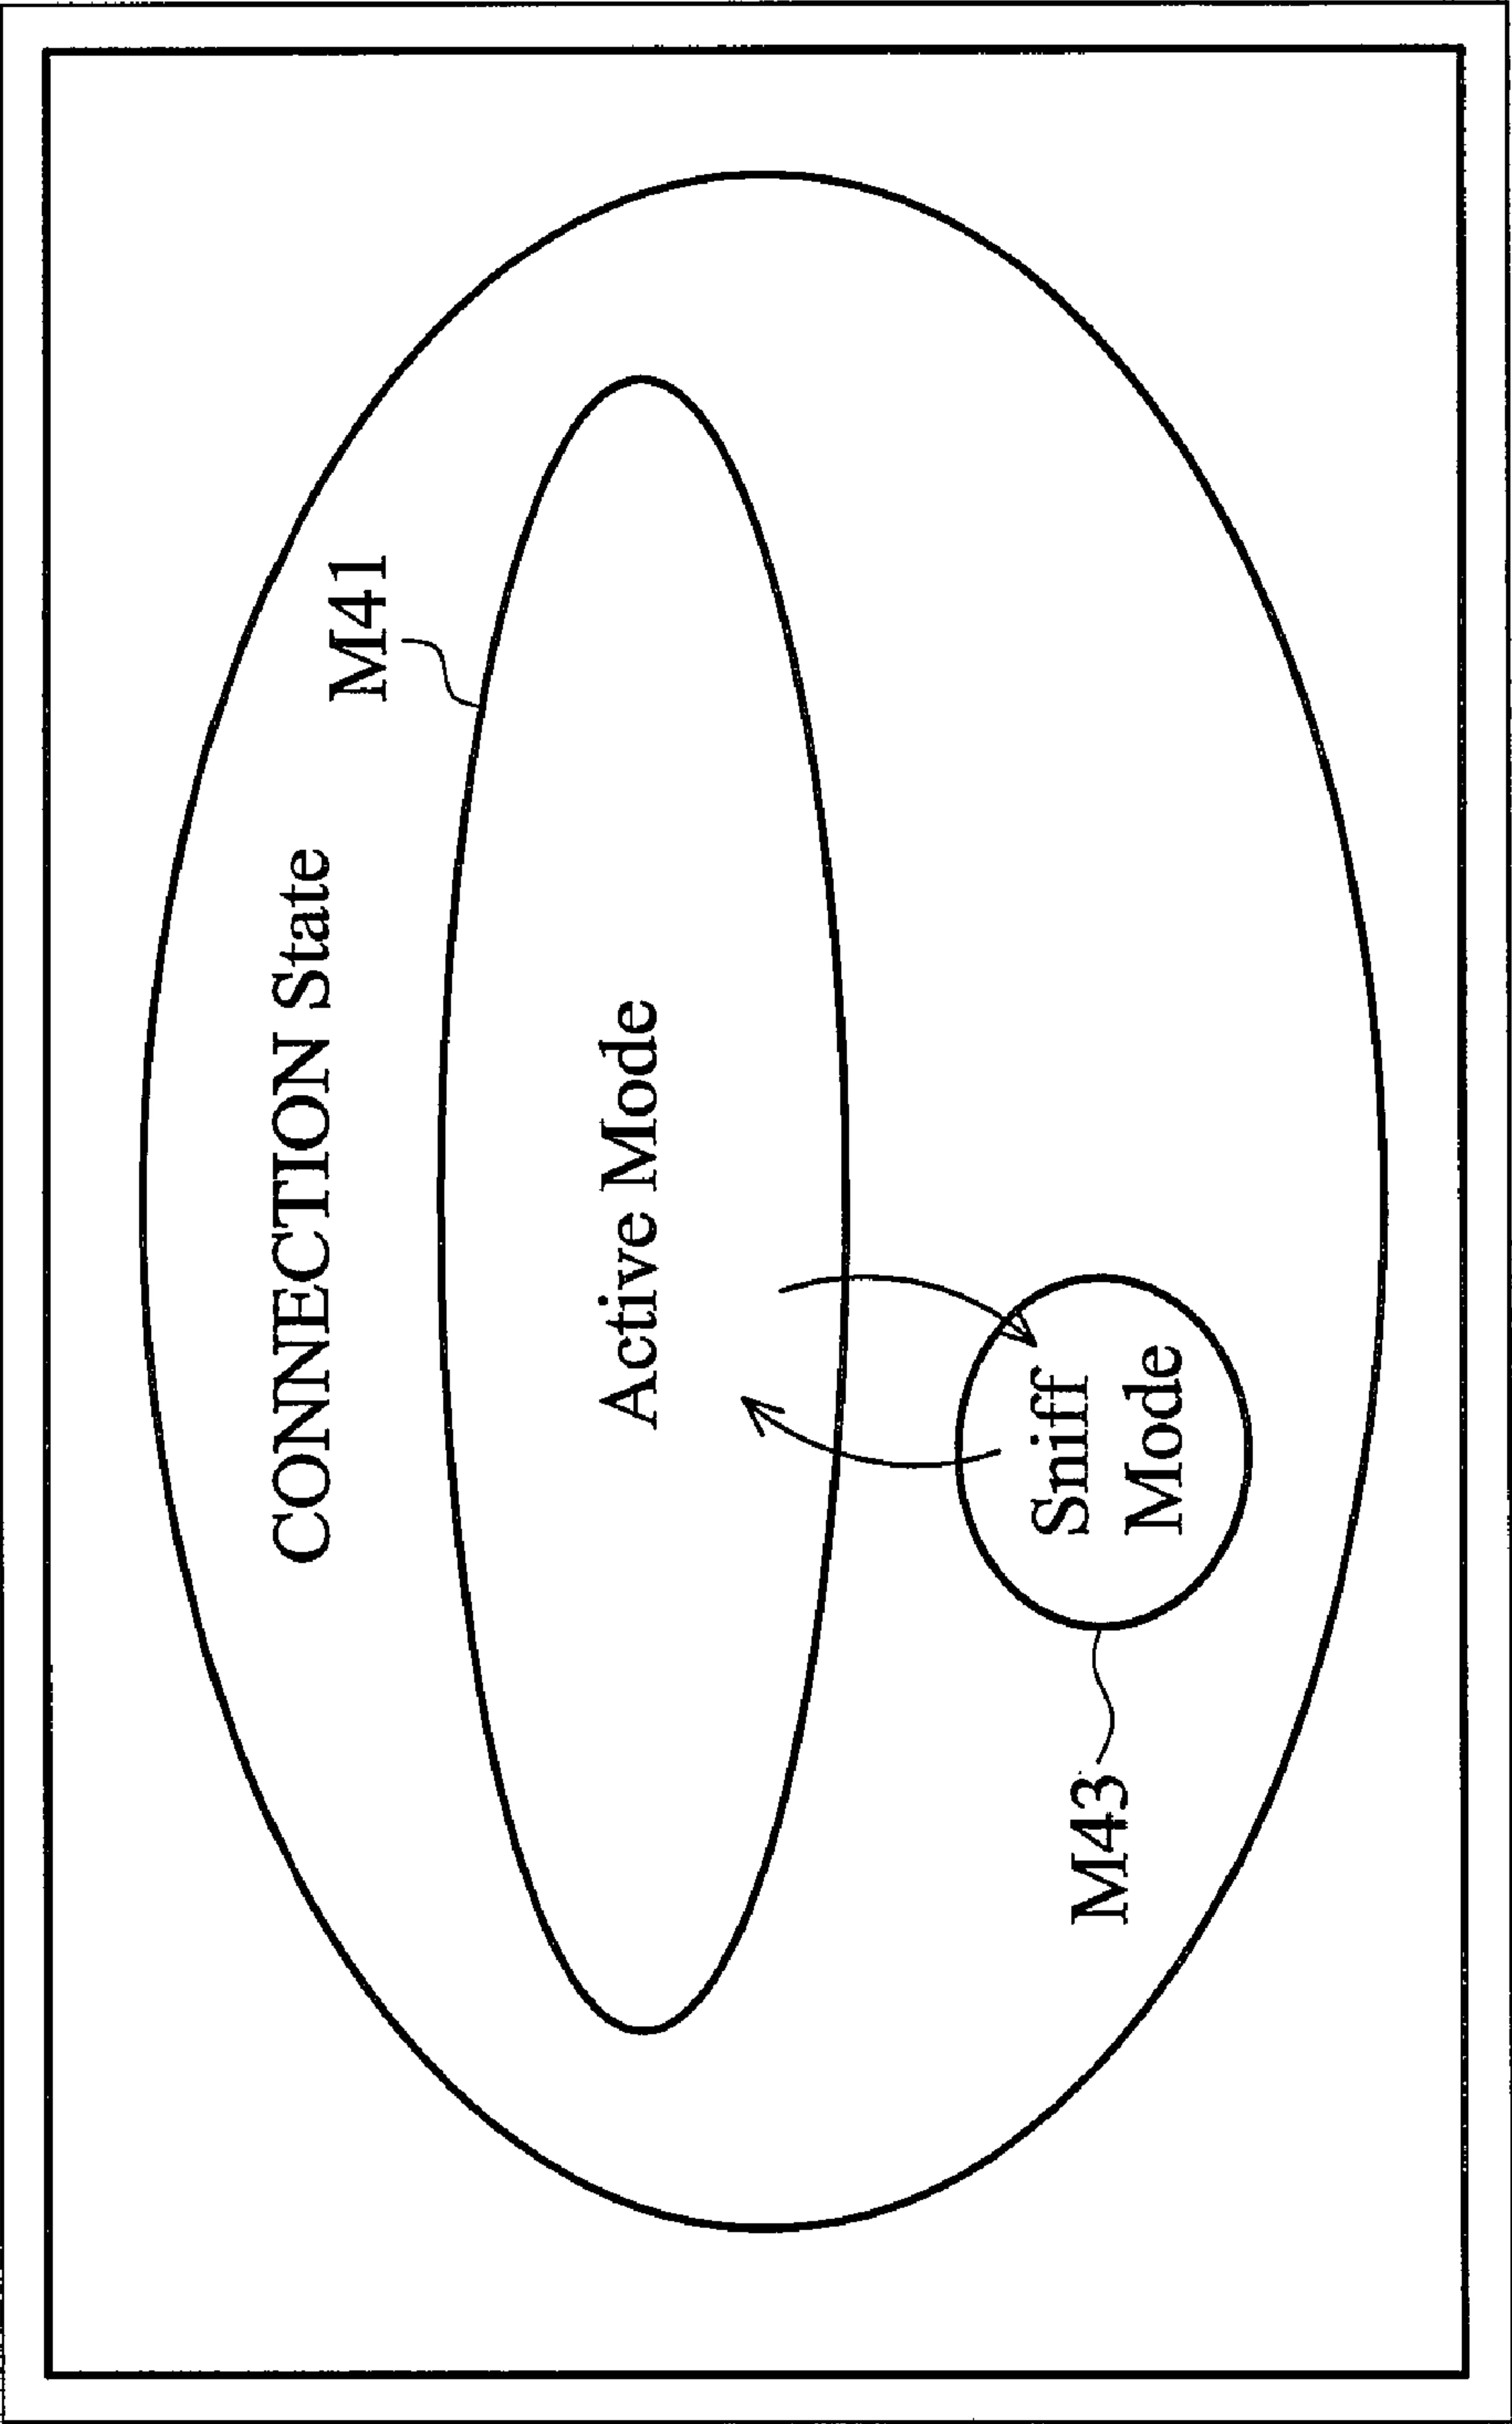 CONNECTION State
M41
Active Mode
Sniff
Mode
M43